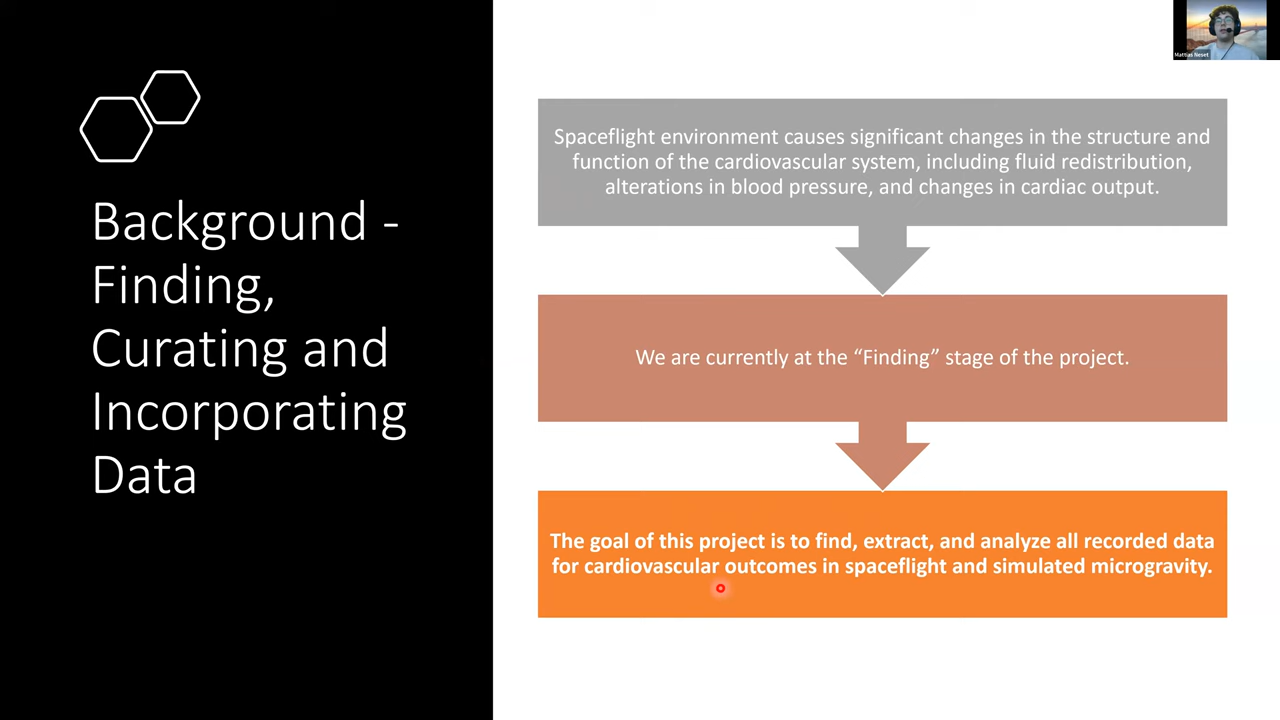 Mattias Neset
Background -
Finding,
Curating and
Incorporating
Data
Spaceflight environment causes significant changes in the structure and
function of the cardiovascular system, including fluid redistribution,
alterations in blood pressure, and changes in cardiac output.
We are currently at the “Finding” stage of the project.
The goal of this project is to find, extract, and analyze all recorded data
for cardiovascular outcomes in spaceflight and simulated microgravity.